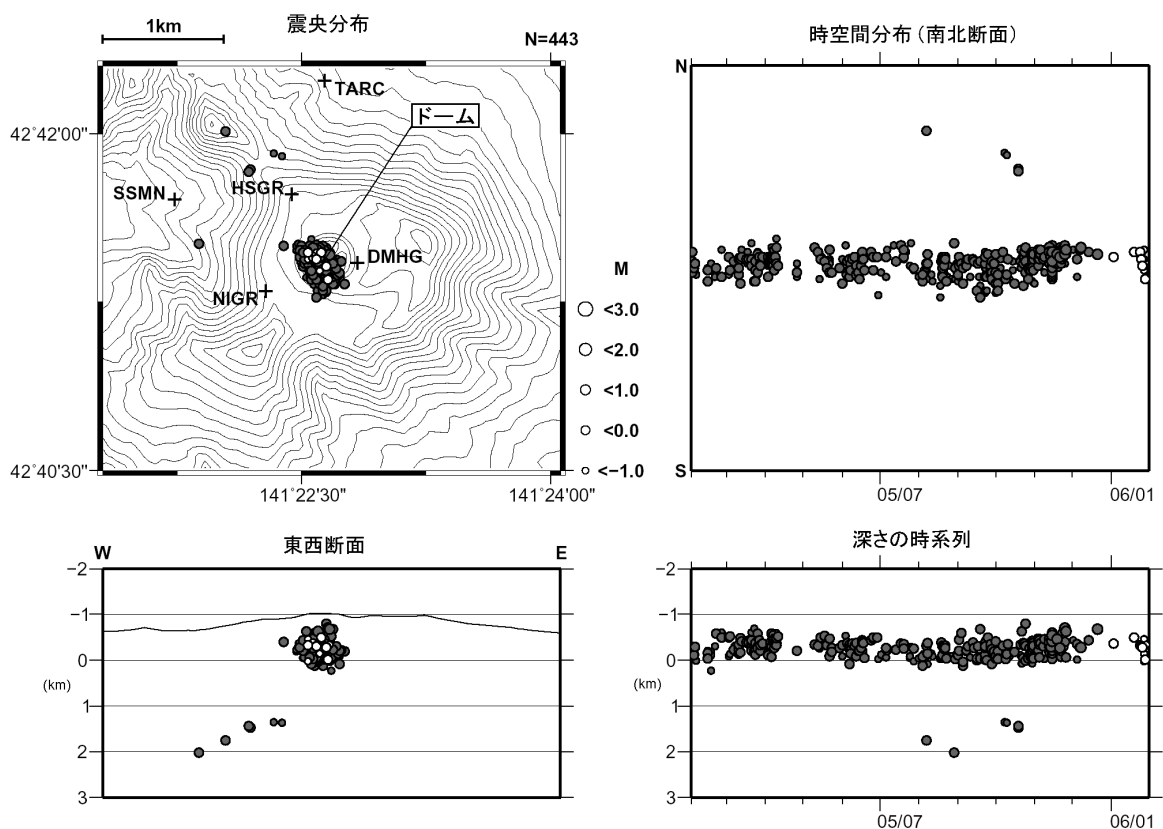 震央分布
1km
N=443
TARC
ドーム
42°42'00"
SSMN
HSGR
DMHG
NIGR
42°40'30"
141°22'30"
141°24'00"
M
<3.0
<2.0
<1.0
<0.0
<−1.0
時空間分布（南北断面）
N
S
05/07
06/01
東西断面
W
E
−2
−1
0
(km)
1
2
3
深さの時系列
−2
−1
0
(km)
1
2
3
05/07
06/01